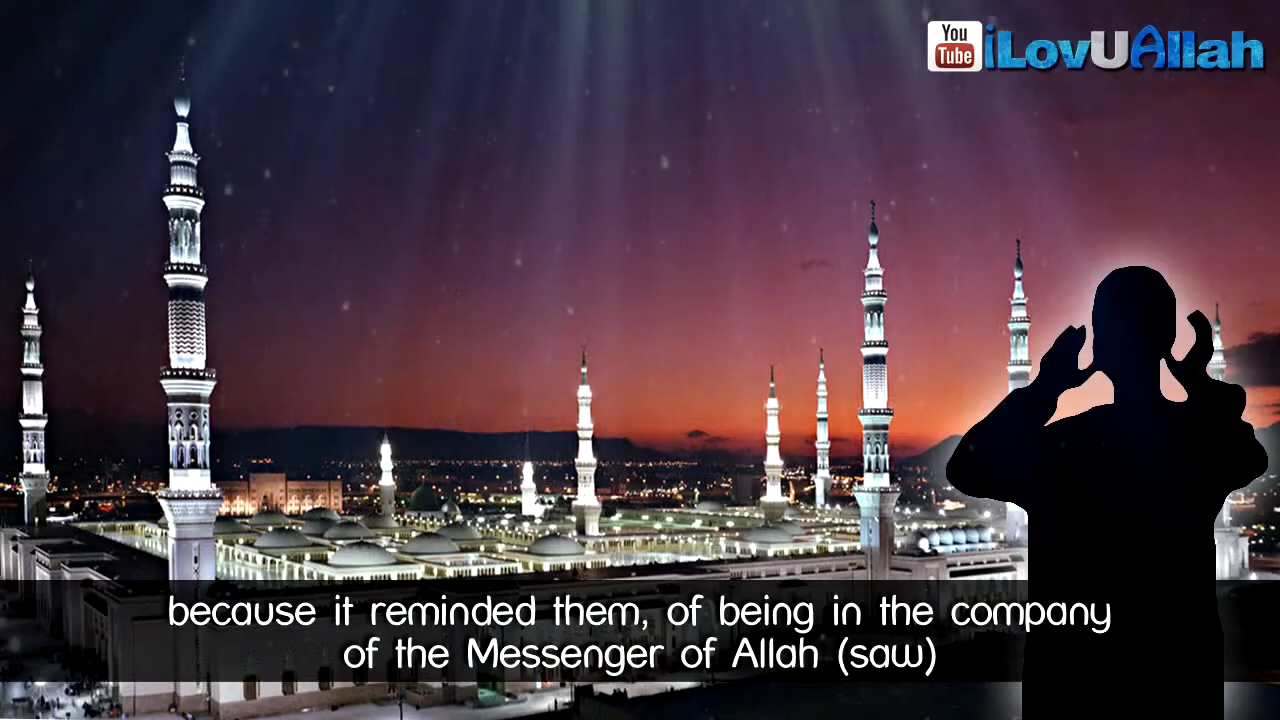 You
Tube
iLovUAllah
because it reminded them, of being in the company
of the Messenger of Allah (saw)